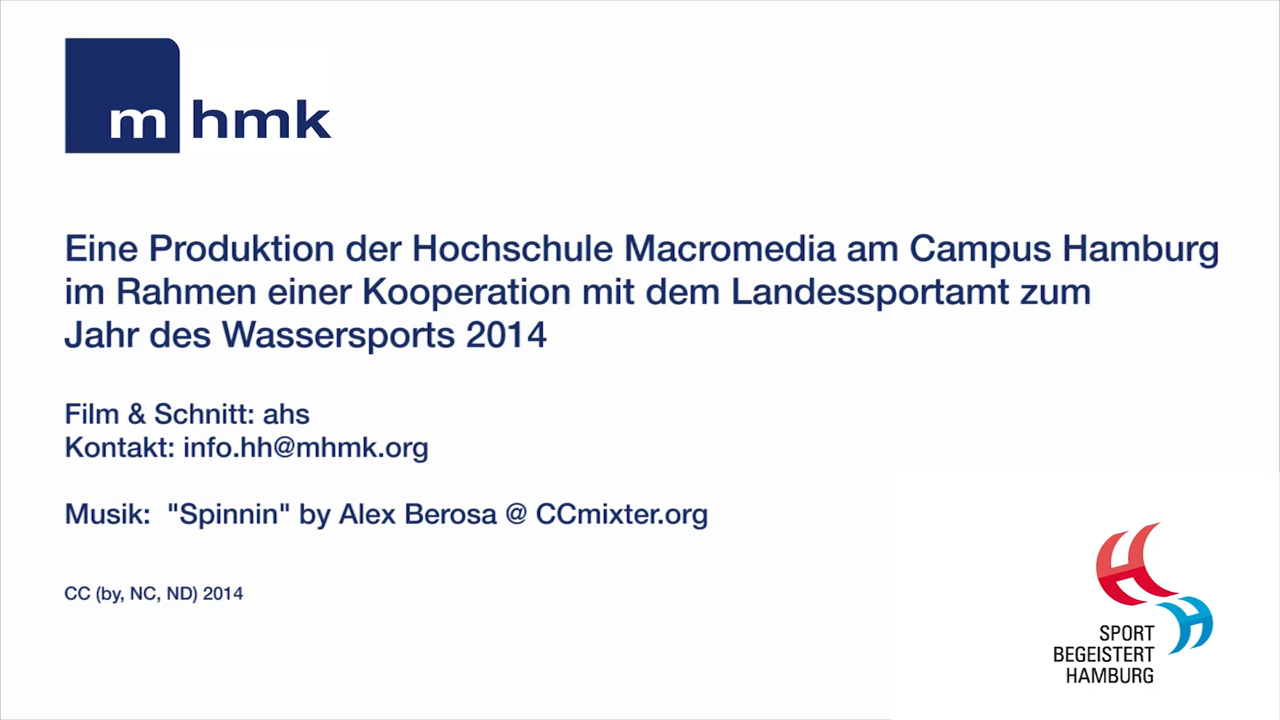 m hmk
Eine Produktion der Hochschule Macromedia am Campus Hamburg
im Rahmen einer Kooperation mit dem Landessportamt zum
Jahr des Wassersports 2014
Film & Schnitt: ahs
Kontakt: info.hh@mhmk.org
Musik:  "Spinnin" by Alex Berosa @ CCmixter.org
CC (by, NC, ND) 2014
SPORT
BEGEISTERT
HAMBURG